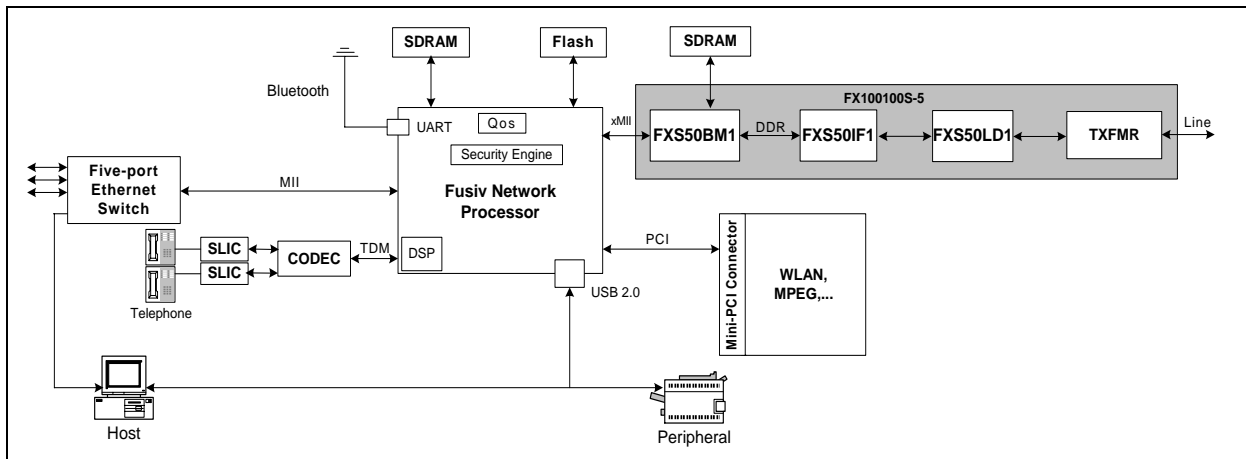 SDRAM
Flash
SDRAM
FX100100S-5
Bluetooth
UART
Qos
Security Engine
Fusiv Network
Processor
xMII
FXS50BM1
DDR
FXS50IF1
FXS50LD1
TXFMR
Line
Five-port
Ethernet
Switch
MII
SLIC
SLIC
CODEC
TDM
DSP
Telephone
USB 2.0
PCI
Mini-PCI Connector
WLAN,
MPEG,...
Host
Peripheral